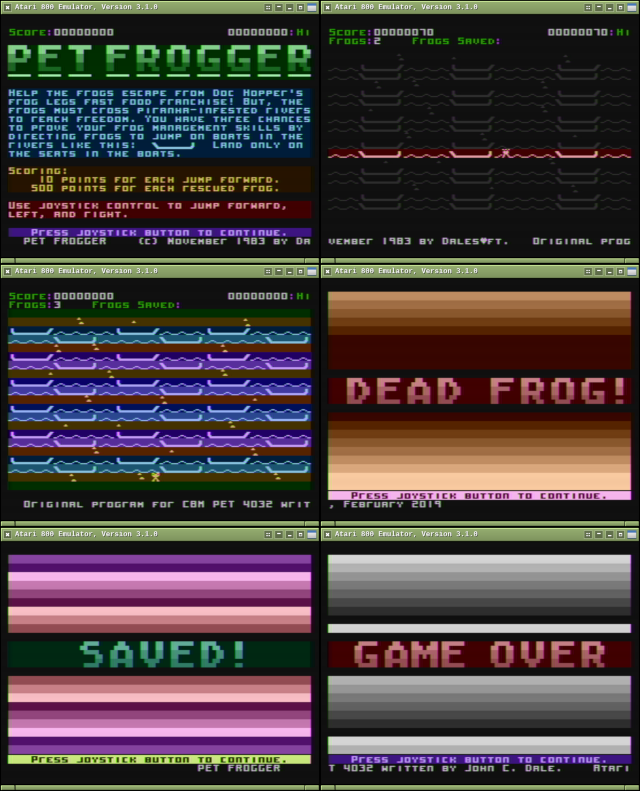 Atari 800 Emulator, Version 3.1.0
Score:00000000 00000000:Hi
PET FROGGER
Help the frogs escape from Doc Hopper's
frog legs fast food franchise! But, the
frogs must cross piranha-infested rivers
to reach freedom. You have three chances
to prove your frog management skills by
directing frogs to jump on boats in the
rivers like this: Land only on
the seats in the boats.
Scoring:
10 points for each jump forward.
500 points for each rescued frog.
Use joystick control to jump forward,
left, and right.
Press joystick button to continue.
PET FROGGER (c) November 1983 by Da
Atari 800 Emulator, Version 3.1.0
Score:00000070 00000070:Hi
Frogs:2 Frogs Saved:
vember 1983 by Dales♥ft. Original prog
Atari 800 Emulator, Version 3.1.0
Score:00000000 00000000:Hi
Frogs:3 Frogs Saved:
Original program for CBM PET 4032 writ
Atari 800 Emulator, Version 3.1.0
DEAD FROG!
Press joystick button to continue.
, February 2019
Atari 800 Emulator, Version 3.1.0
SAVED!
Press joystick button to continue.
PET FROGGER
Atari 800 Emulator, Version 3.1.0
GAME OVER
Press joystick button to continue.
T 4032 written by John C. Dale. Atari